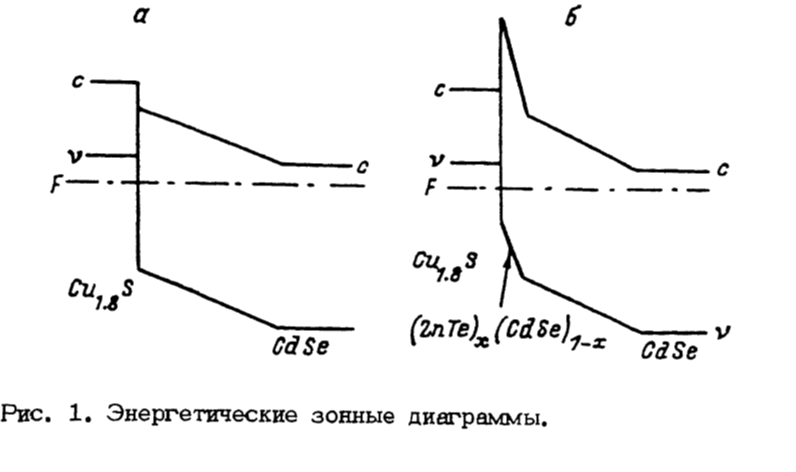 а б
c c
v v
F F
c c
Cu1.8S Cu1.8S
(ZnTe)x(CdSe)1-x
CdSe CdSe v
Рис. 1. Энергетические зонные диаграммы.